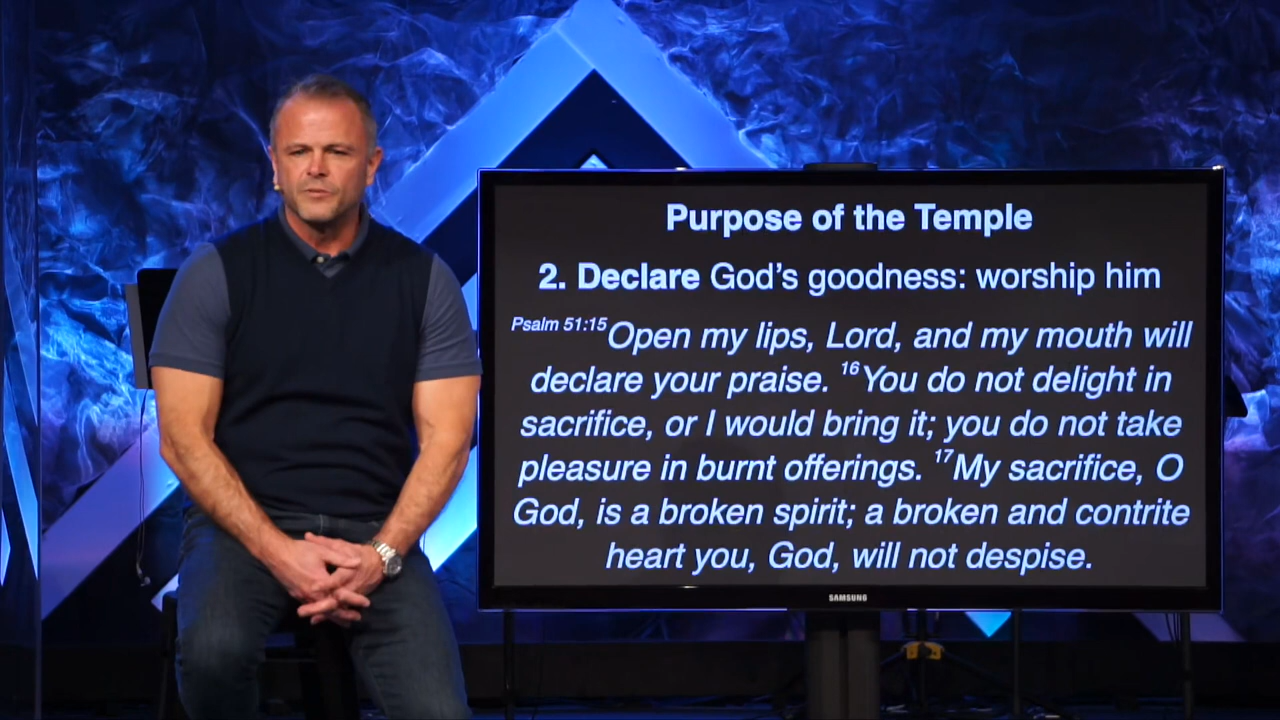 Purpose of the Temple
2. Declare God's goodness: worship him
Psalm 51:15 Open my lips, Lord, and my mouth will
declare your praise. 16 You do not delight in
sacrifice, or I would bring it; you do not take
pleasure in burnt offerings. 17 My sacrifice, O
God, is a broken spirit; a broken and contrite
heart you, God, will not despise.
SAMSUNG